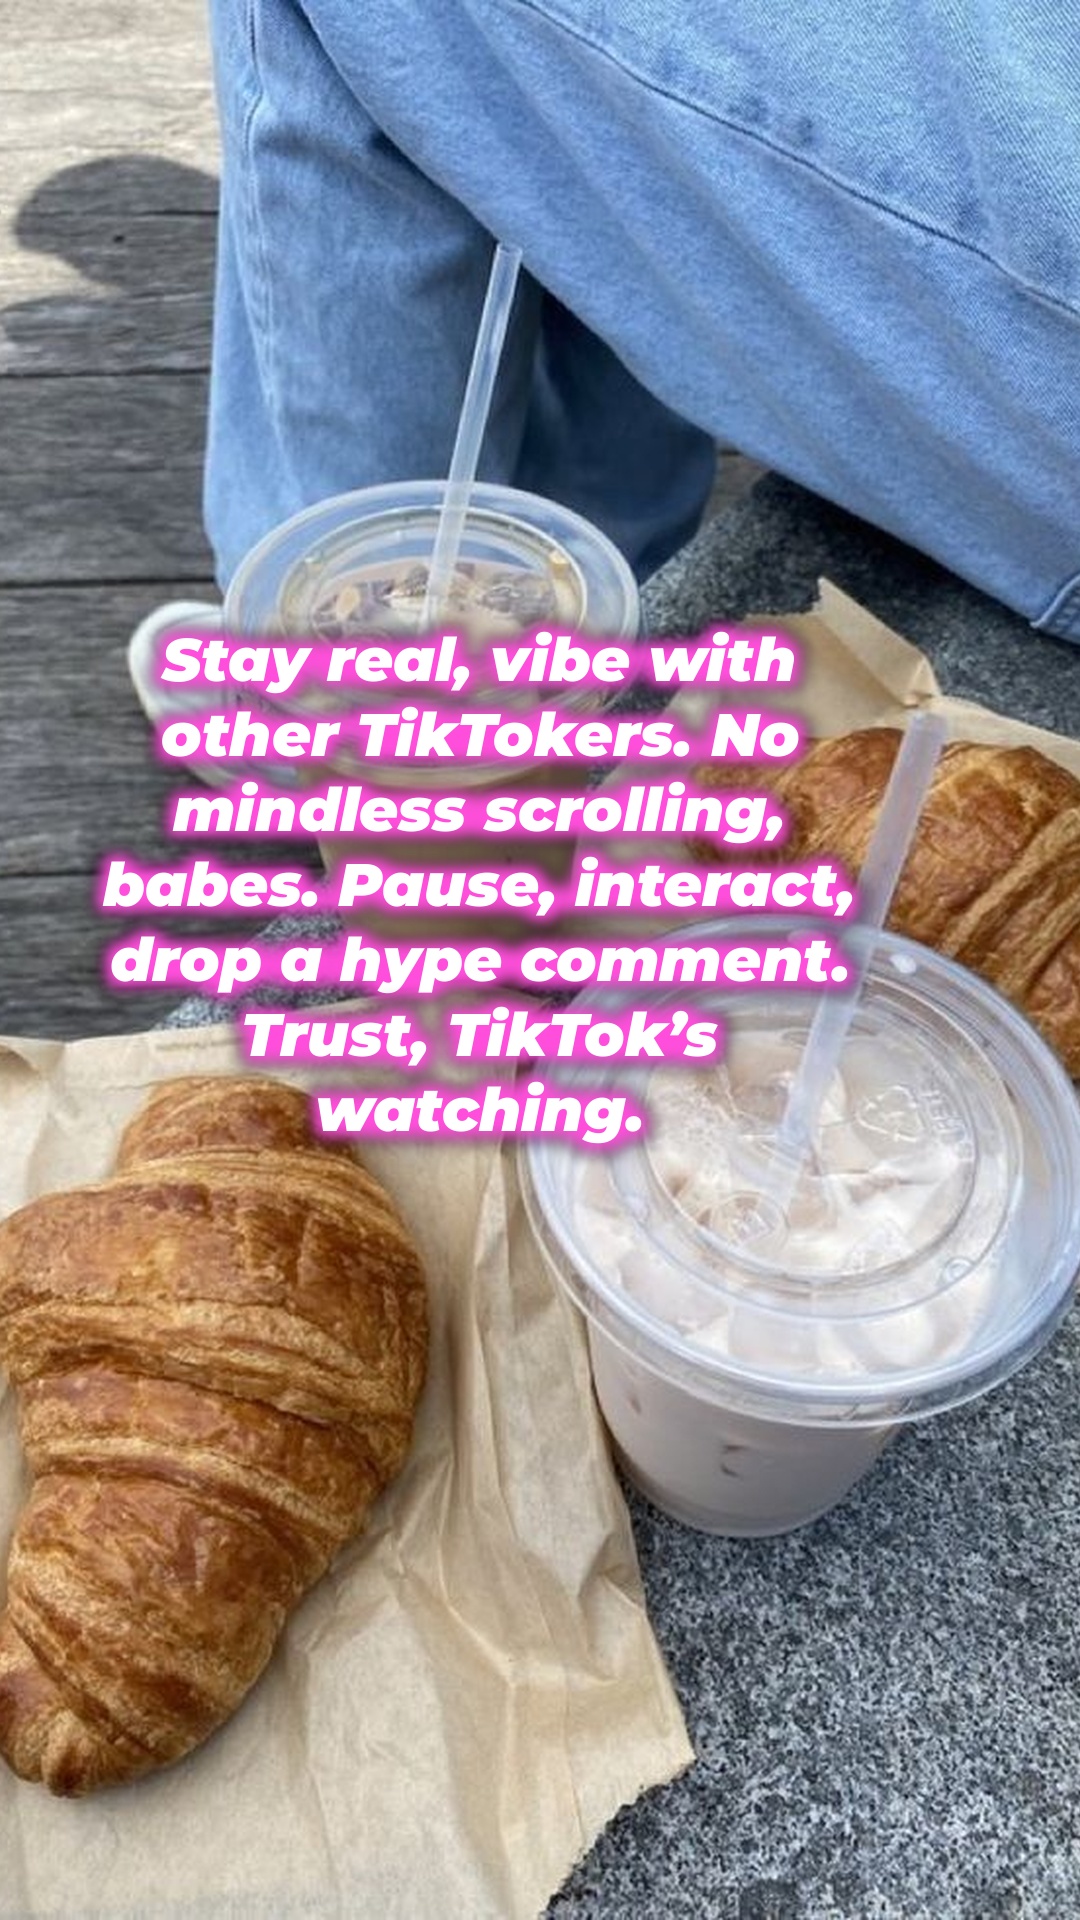 Stay real, vibe with
other TikTokers. No
mindless scrolling,
babes. Pause, interact,
drop a hype comment.
Trust, TikTok’s
watching.